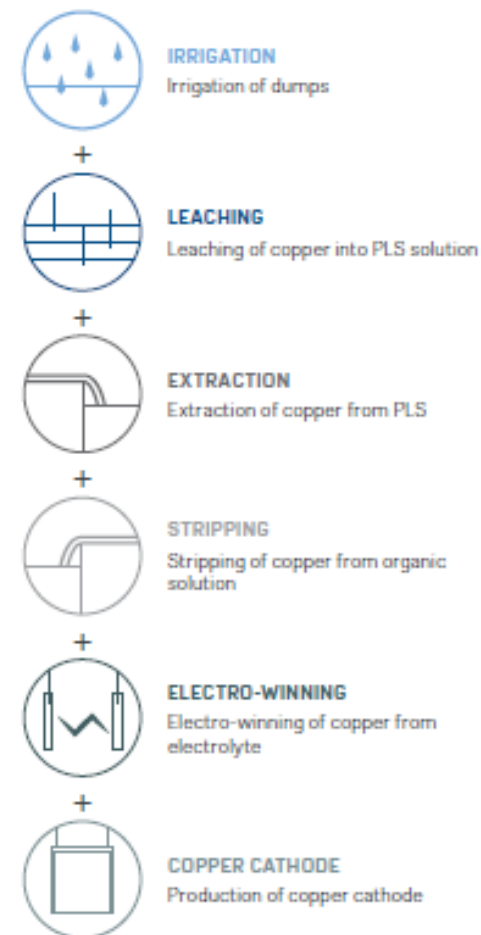 IRRIGATION
Irrigation of dumps
+
LEACHING
Leaching of copper into PLS solution
+
EXTRACTION
Extraction of copper from PLS
+
STRIPPING
Stripping of copper from organic
solution
+
ELECTRO-WINNING
Electro-winning of copper from
electrolyte
+
COPPER CATHODE
Production of copper cathode